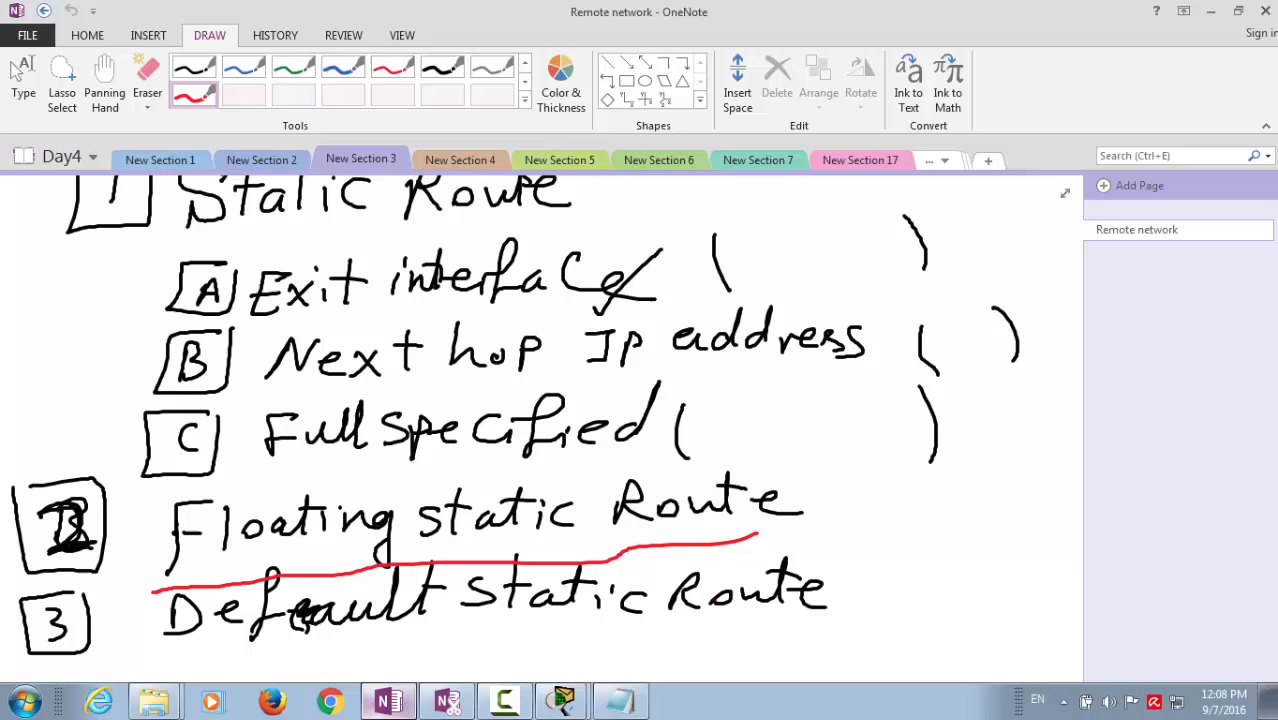 Remote network - OneNote
? 
FILE HOME INSERT DRAW HISTORY REVIEW VIEW Sign in
Type Lasso Select Panning Hand Eraser Color & Thickness Insert Space Delete Arrange Rotate Ink to Text Ink to Math
Tools Shapes Edit Convert
Day4 New Section 1 New Section 2 New Section 3 New Section 4 New Section 5 New Section 6 New Section 7 New Section 17 ... Search (Ctrl+E)
Add Page
Remote network
1 Static Route
A Exit interface ( )
B Next hop Ip address ( )
C Full specified ( )
2 Floating static Route
3 Default Static Route
EN 12:08 PM
9/7/2016